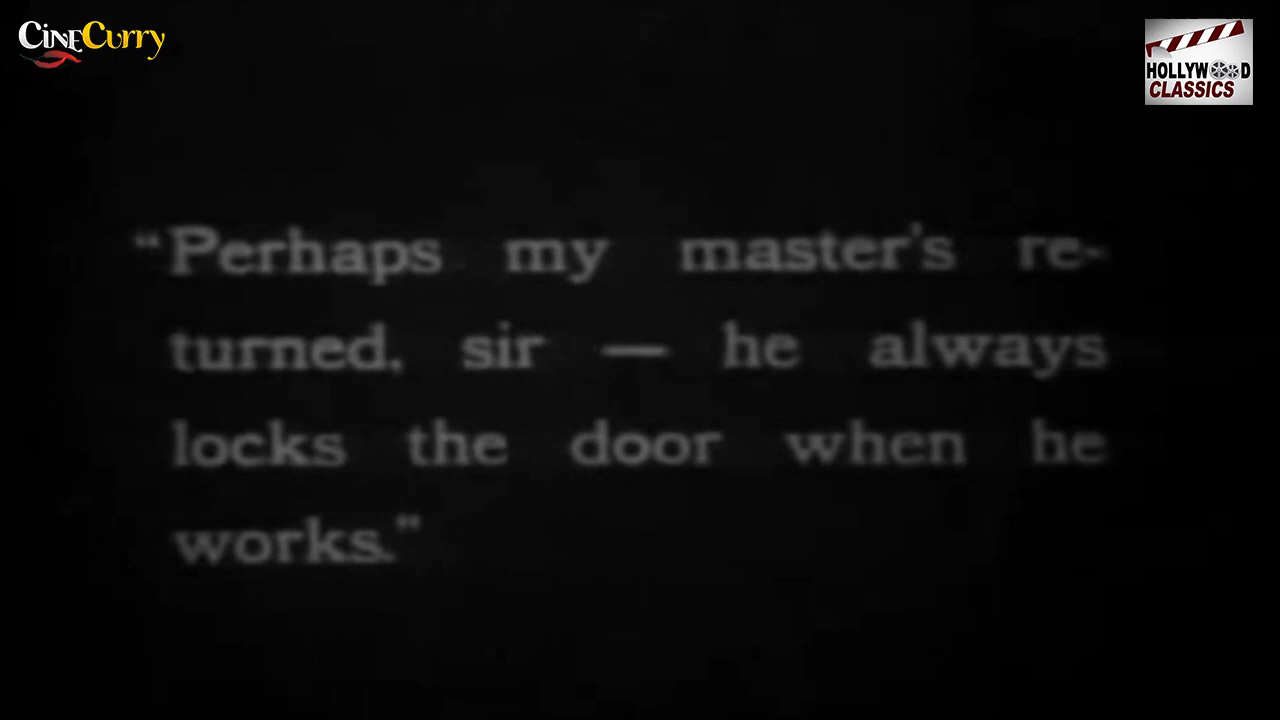 CineCurry
HOLLYWOOD
CLASSICS
“Perhaps my master's re-
turned, sir — he always
locks the door when he
works.”